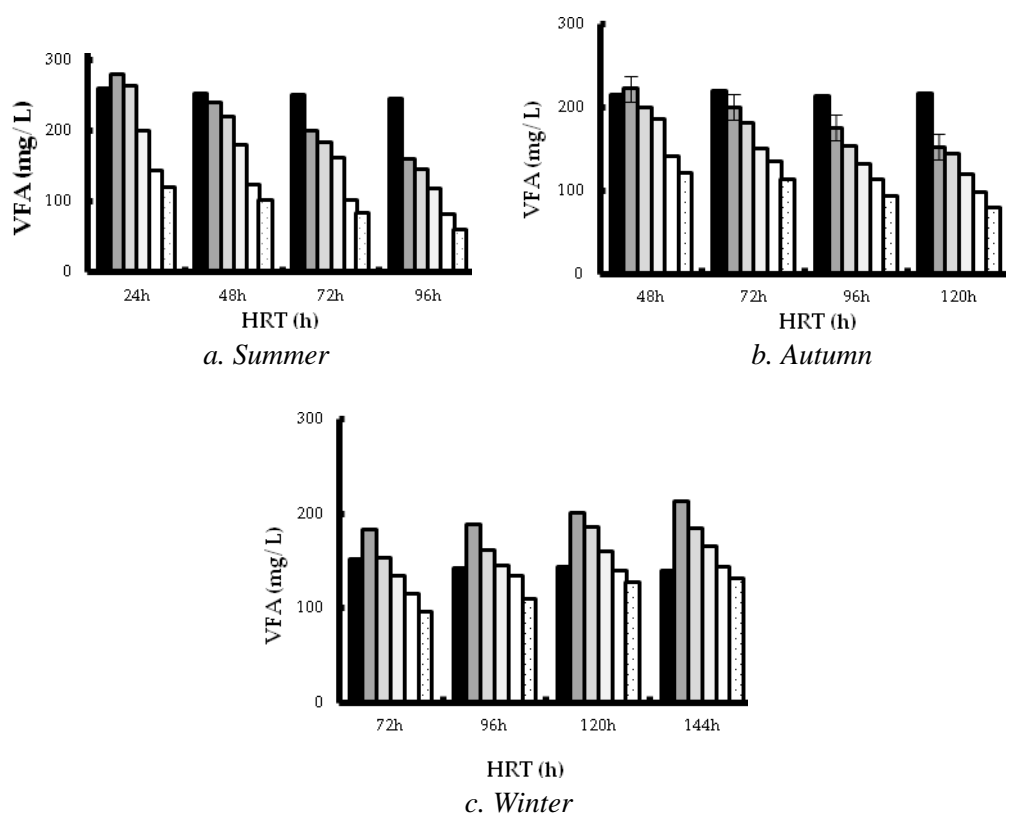 300
200
100
0
VFA (mg/L)
24h 48h 72h 96h
HRT (h)
a. Summer
300
200
100
0
VFA (mg/L)
48h 72h 96h 120h
HRT (h)
b. Autumn
300
200
100
0
VFA (mg/L)
72h 96h 120h 144h
HRT (h)
c. Winter